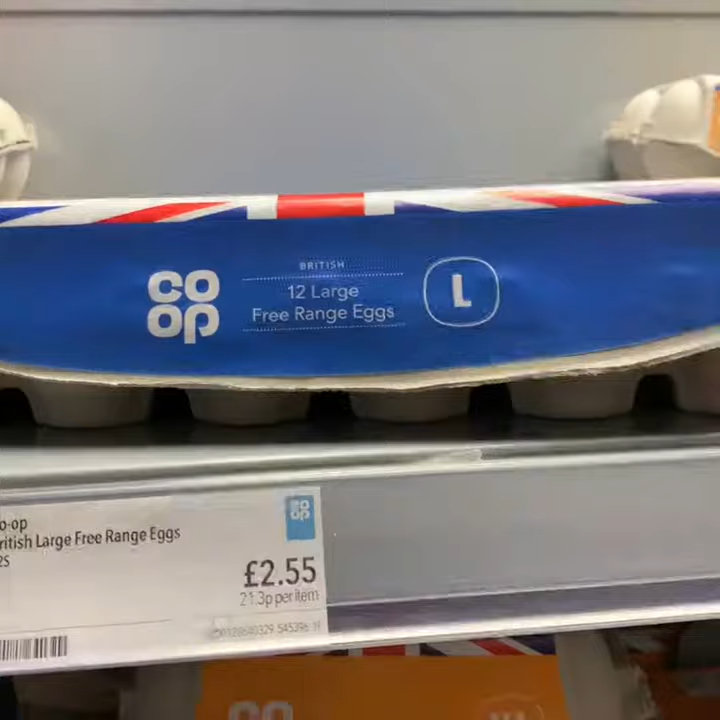 CO
OP
BRITISH
12 Large
Free Range Eggs
L
o-op
ritish Large Free Range Eggs
2S
£2.55
21.3p per item
CO
OP
CO